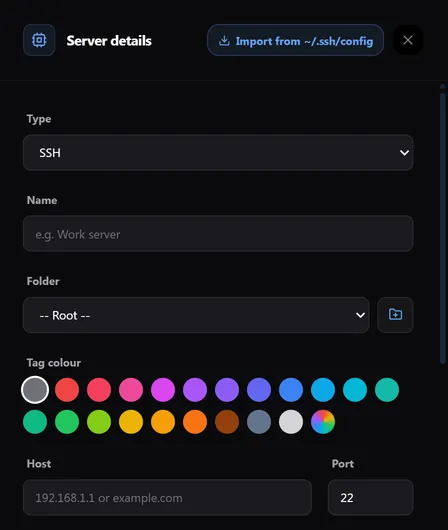 Server details
Import from ~/.ssh/config
Type
SSH
Name
e.g. Work server
Folder
-- Root --
Tag colour
Host
Port
192.168.1.1 or example.com
22